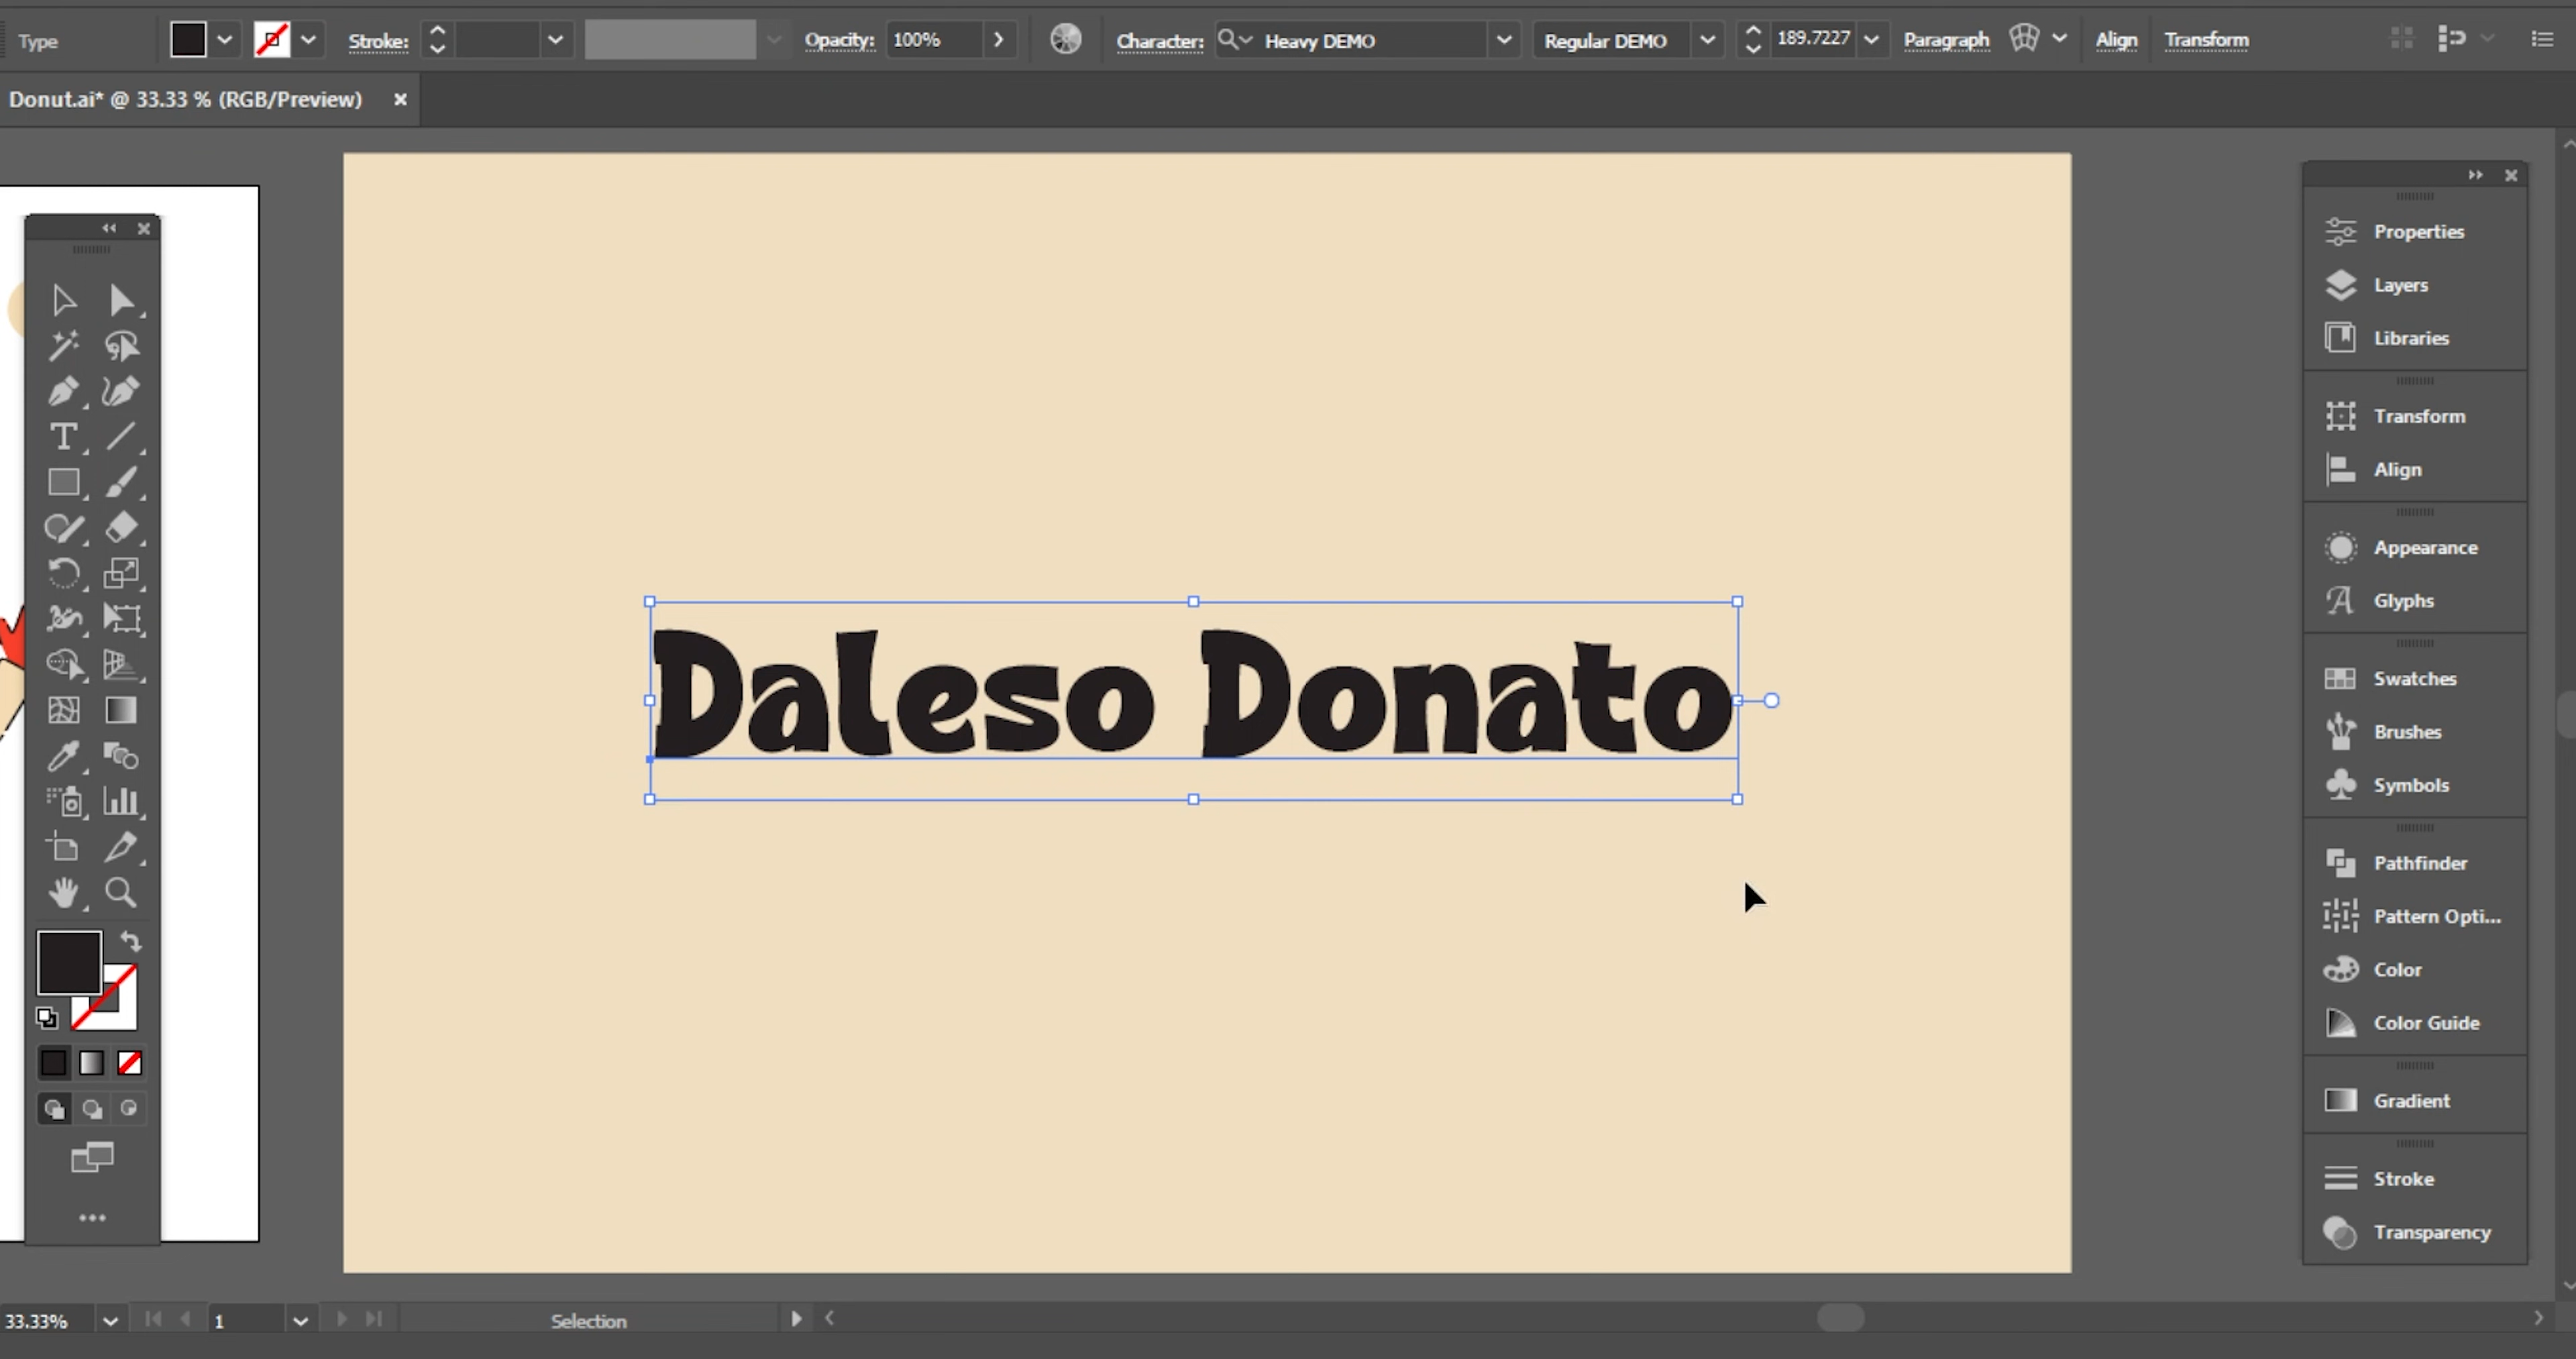 Type Stroke: Opacity: 100% Character: Heavy DEMO Regular DEMO 189.7227 Paragraph Align Transform
Donut.ai* @ 33.33 % (RGB/Preview)
Properties
Layers
Libraries
Transform
Align
Appearance
Glyphs
Swatches
Brushes
Symbols
Pathfinder
Pattern Opti...
Color
Color Guide
Gradient
Stroke
Transparency
Daleso Donato
33.33% 1 Selection